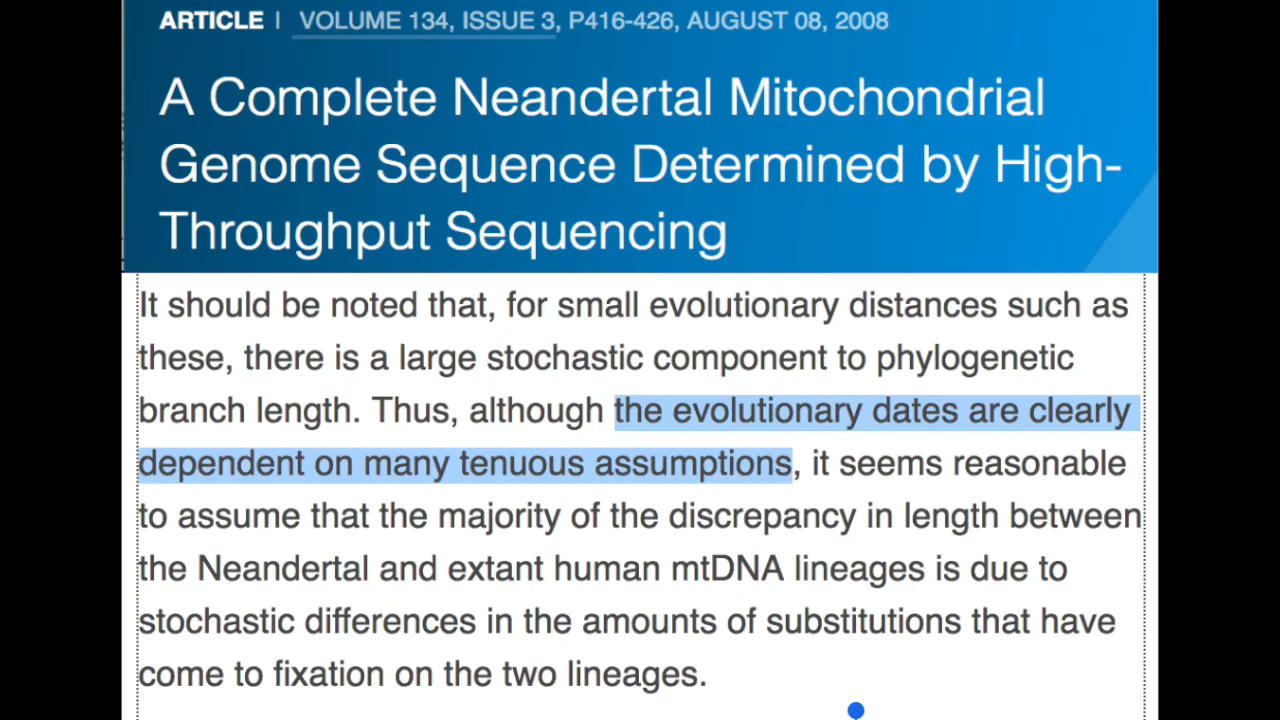 ARTICLE | VOLUME 134, ISSUE 3, P416-426, AUGUST 08, 2008
A Complete Neandertal Mitochondrial
Genome Sequence Determined by High-
Throughput Sequencing
It should be noted that, for small evolutionary distances such as
these, there is a large stochastic component to phylogenetic
branch length. Thus, although the evolutionary dates are clearly
dependent on many tenuous assumptions, it seems reasonable
to assume that the majority of the discrepancy in length between
the Neandertal and extant human mtDNA lineages is due to
stochastic differences in the amounts of substitutions that have
come to fixation on the two lineages.